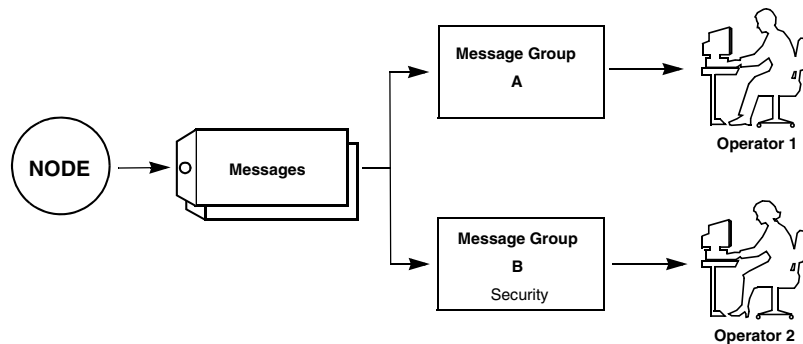 NODE
Messages
Message Group
A
Operator 1
Message Group
B
Security
Operator 2